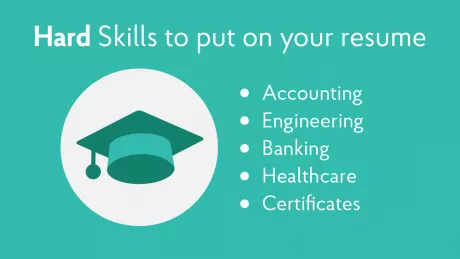 Hard Skills to put on your resume
Accounting
Engineering
Banking
Healthcare
Certificates